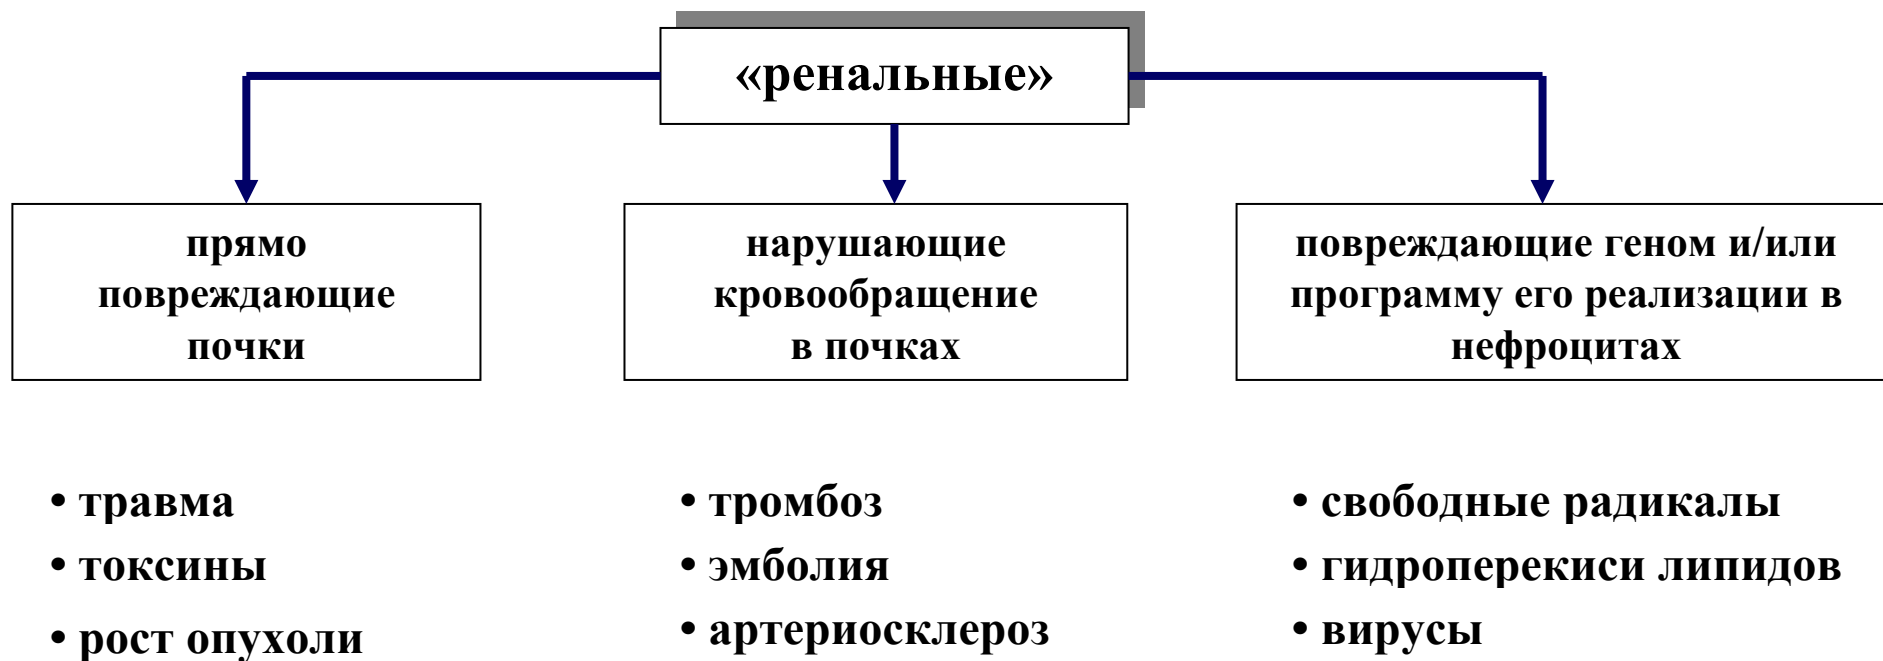 «ренальные»
прямо
повреждающие
почки
нарушающие
кровообращение
в почках
повреждающие геном и/или
программу его реализации в
нефроцитах
• травма
• токсины
• рост опухоли
• тромбоз
• эмболия
• артериосклероз
• свободные радикалы
• гидроперекиси липидов
• вирусы